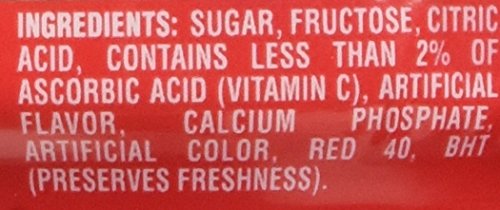 INGREDIENTS: SUGAR, FRUCTOSE, CITRIC
ACID, CONTAINS LESS THAN 2% OF
ASCORBIC ACID (VITAMIN C), ARTIFICIAL
FLAVOR, CALCIUM PHOSPHATE,
ARTIFICIAL COLOR, RED 40, BHT
(PRESERVES FRESHNESS).